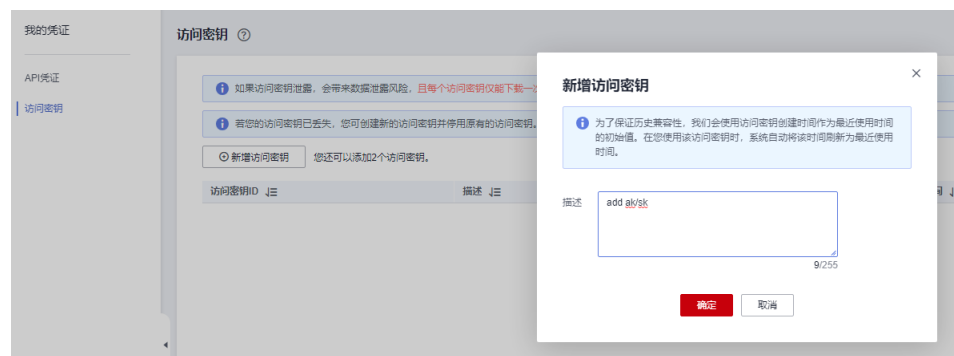 我的凭证
API凭证
访问密钥
访问密钥
如果访问密钥泄露，会带来数据泄露风险，且每个访问密钥仅能下载一
若您的访问密钥已丢失，您可创建新的访问密钥并停用原有的访问密钥。
新增访问密钥 您还可以添加2个访问密钥。
访问密钥ID 描述
新增访问密钥
为了保证历史兼容性，我们会使用访问密钥创建时间作为最近使用时间
的初始值。在您使用该访问密钥时，系统自动将该时间刷新为最近使用
时间。
描述 add ak/sk
9/255
确定 取消